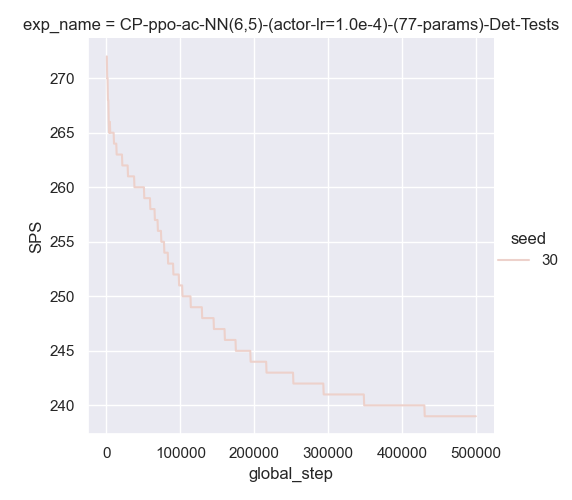 exp_name = CP-ppo-ac-NN(6,5)-(actor-lr=1.0e-4)-(77-params)-Det-Tests
270
265
260
255
250
245
240
SPS
0 100000 200000 300000 400000 500000
global_step
seed
30